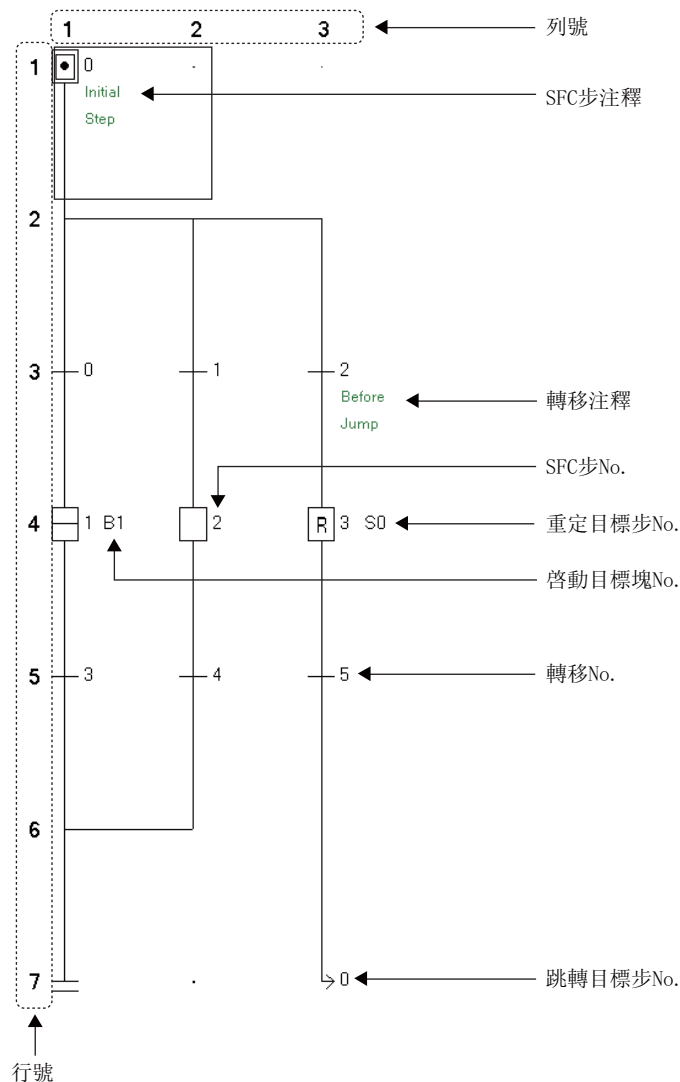 1 2 3 列號
1 0
Initial
Step
SFC步注釋
2
3 0 1 2
Before
Jump
轉移注釋
SFC步No.
4 1 B1 2 R 3 S0 重定目標步No.
啓動目標塊No.
5 3 4 5 轉移No.
6
7 0 跳轉目標步No.
行號